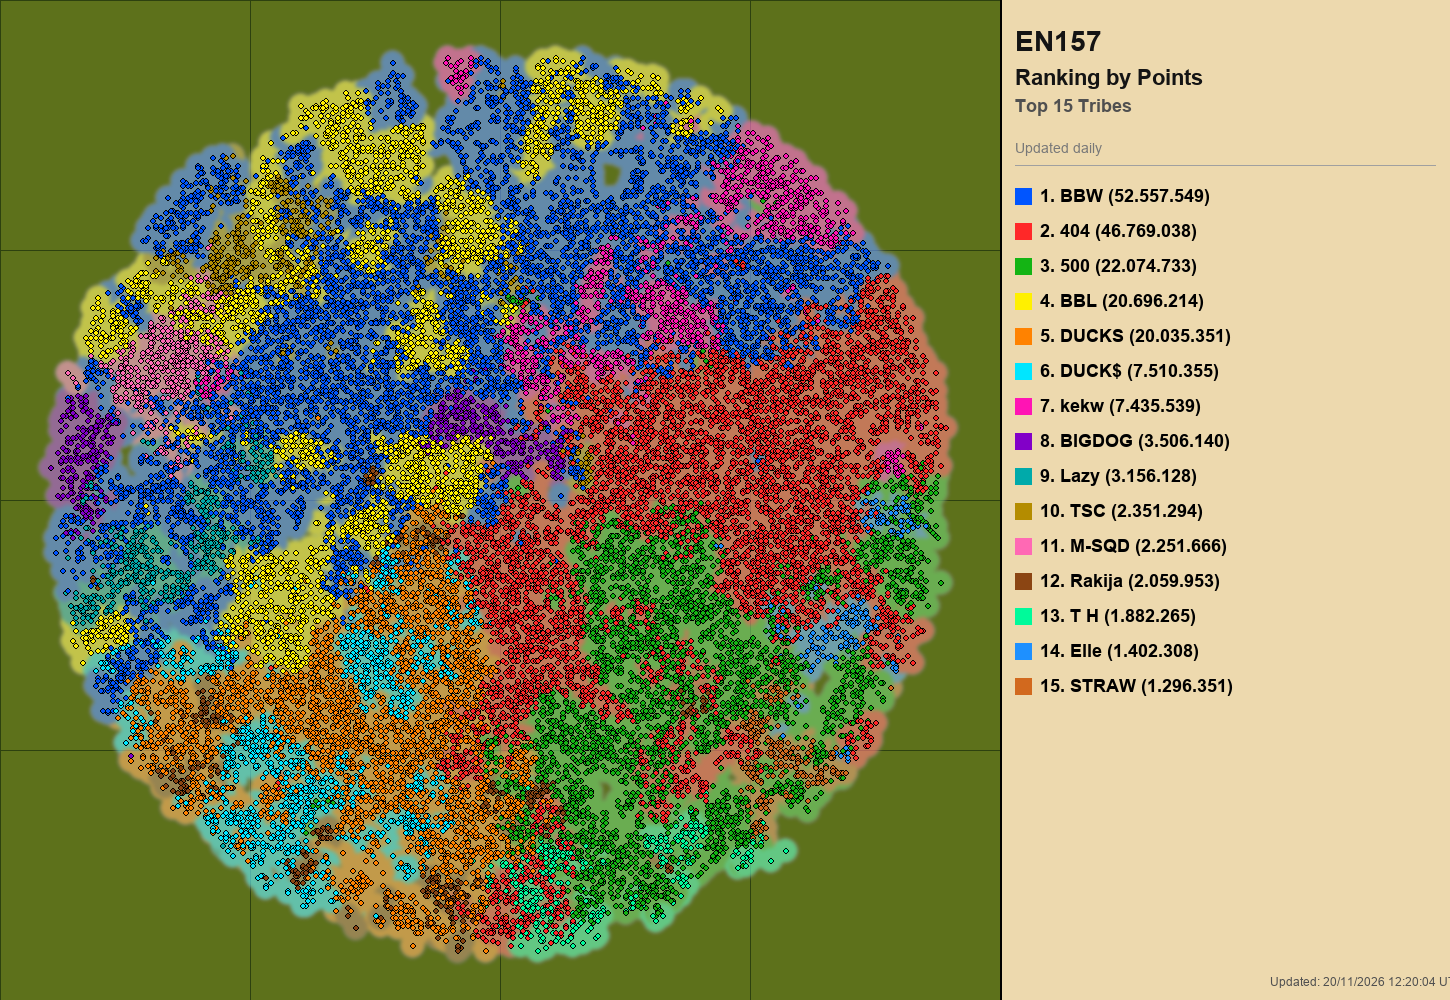 EN157
Ranking by Points
Top 15 Tribes
Updated daily
1. BBW (52.557.549)
2. 404 (46.769.038)
3. 500 (22.074.733)
4. BBL (20.696.214)
5. DUCKS (20.035.351)
6. DUCK$ (7.510.355)
7. kekw (7.435.539)
8. BIGDOG (3.506.140)
9. Lazy (3.156.128)
10. TSC (2.351.294)
11. M-SQD (2.251.666)
12. Rakija (2.059.953)
13. T H (1.882.265)
14. Elle (1.402.308)
15. STRAW (1.296.351)
Updated: 20/11/2026 12:20:04 U